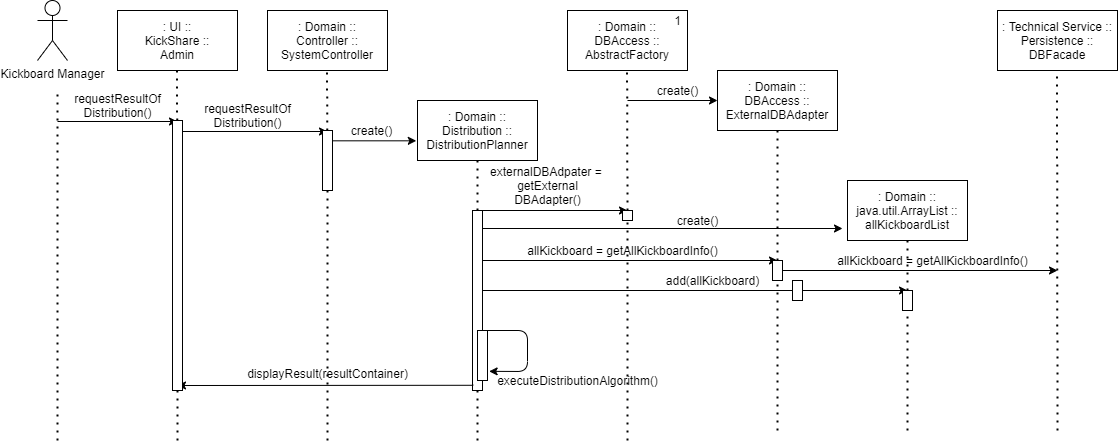 Kickboard Manager
: UI ::
KickShare ::
Admin
: Domain ::
Controller ::
SystemController
: Domain ::
DBAccess ::
AbstractFactory
1
: Technical Service ::
Persistence ::
DBFacade
create()
: Domain ::
DBAccess ::
ExternalDBAdapter
requestResultOf
Distribution()
requestResultOf
Distribution()
create()
: Domain ::
Distribution ::
DistributionPlanner
externalDBAdpater =
getExternal
DBAdapter()
: Domain ::
java.util.ArrayList ::
allKickboardList
create()
allKickboard = getAllKickboardInfo()
allKickboard = getAllKickboardInfo()
add(allKickboard)
displayResult(resultContainer)
executeDistributionAlgorithm()